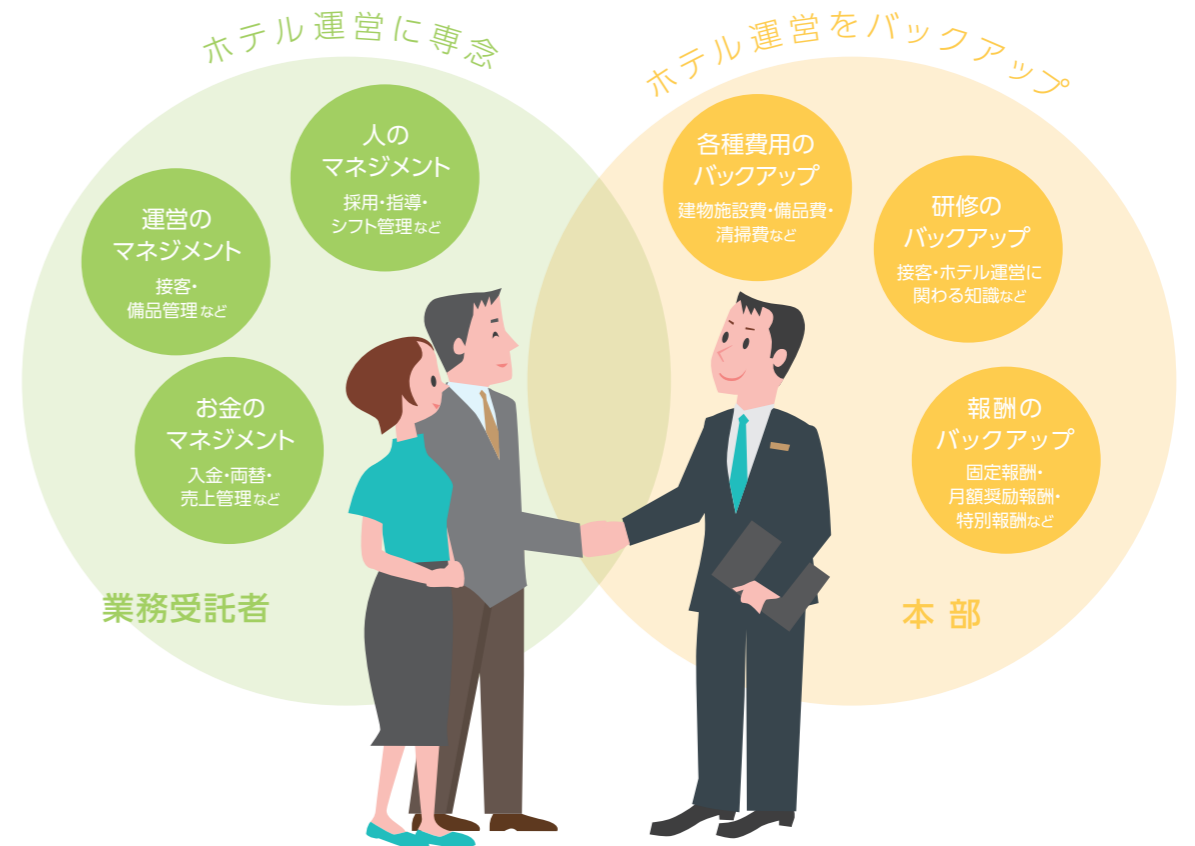 ホテル運営に専念
人の
マネジメント
採用・指導・
シフト管理など
運営の
マネジメント
接客・
備品管理など
お金の
マネジメント
入金・両替・
売上管理など
業務受託者
ホテル運営をバックアップ
各種費用の
バックアップ
建物施設費・備品費・
清掃費など
研修の
バックアップ
接客・ホテル運営に
関わる知識など
報酬の
バックアップ
固定報酬・
月額奨励報酬・
特別報酬など
本部